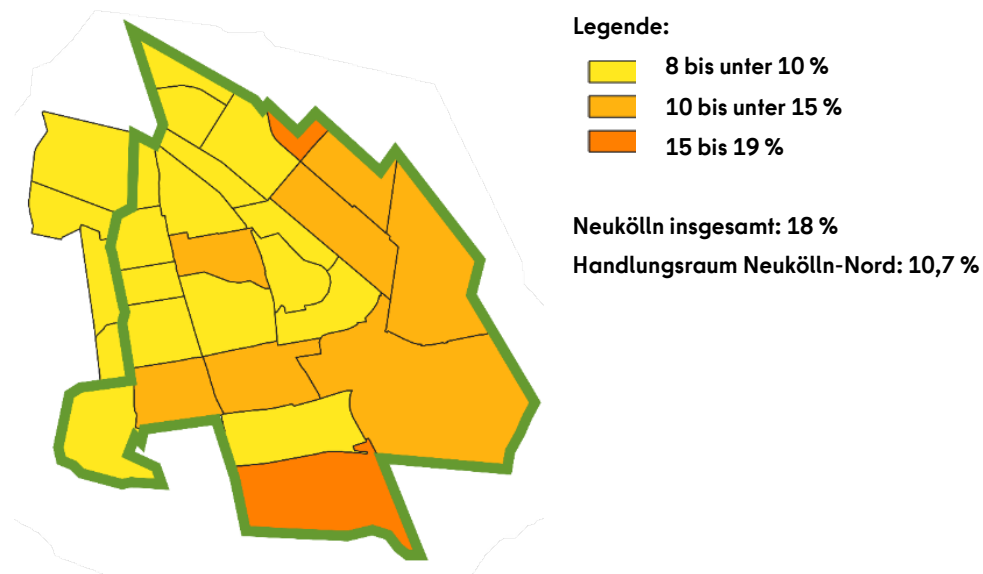 Legende:
8 bis unter 10 %
10 bis unter 15 %
15 bis 19 %
Neukölln insgesamt: 18 %
Handlungsraum Neukölln-Nord: 10,7 %